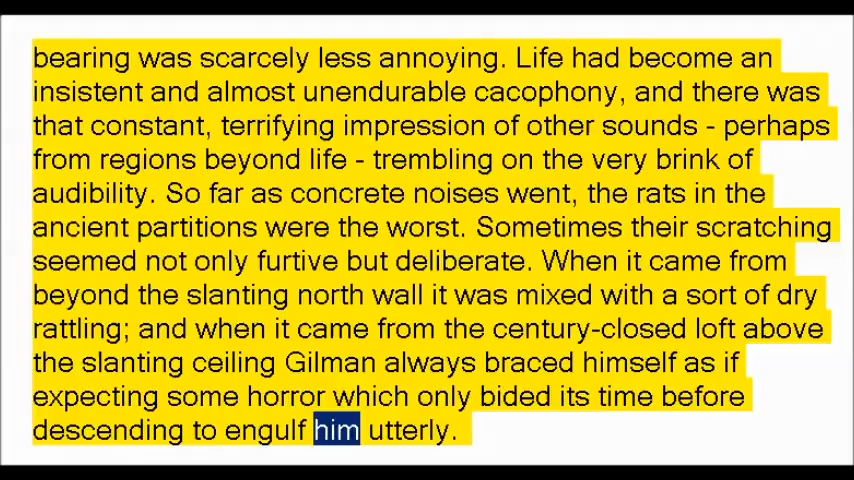 bearing was scarcely less annoying. Life had become an
insistent and almost unendurable cacophony, and there was
that constant, terrifying impression of other sounds - perhaps
from regions beyond life - trembling on the very brink of
audibility. So far as concrete noises went, the rats in the
ancient partitions were the worst. Sometimes their scratching
seemed not only furtive but deliberate. When it came from
beyond the slanting north wall it was mixed with a sort of dry
rattling; and when it came from the century-closed loft above
the slanting ceiling Gilman always braced himself as if
expecting some horror which only bided its time before
descending to engulf him utterly.